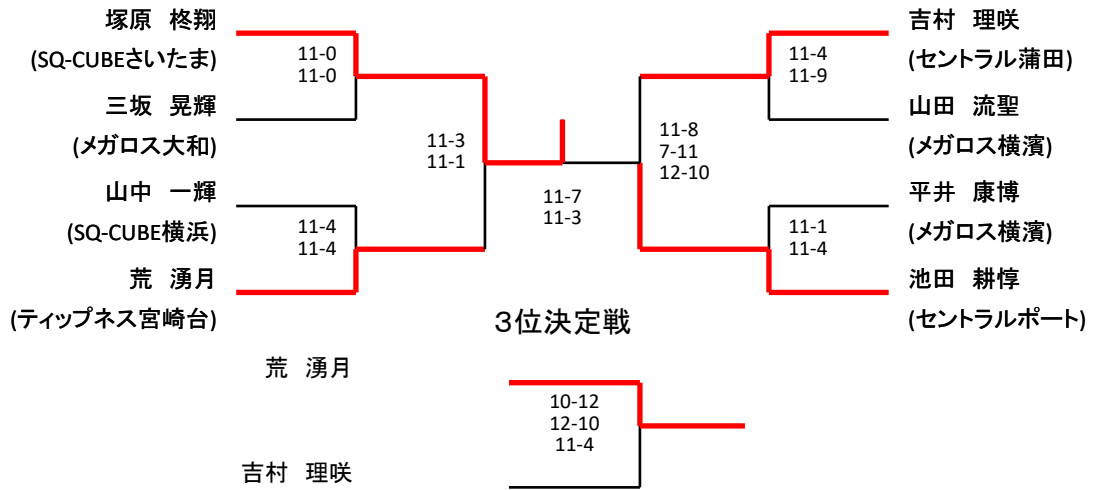 塚原　柊翔
(SQ-CUBEさいたま)
三坂　晃輝
(メガロス大和)
山中　一輝
(SQ-CUBE横浜)
荒　湧月
(ティップネス宮崎台)
11-0
11-0
11-4
11-4
11-3
11-1
11-7
11-3
11-8
7-11
12-10
11-4
11-9
11-1
11-4
吉村　理咲
(セントラル蒲田)
山田　流聖
(メガロス横濱)
平井　康博
(メガロス横濱)
池田　耕惇
(セントラルポート)
３位決定戦
荒　湧月
10-12
12-10
11-4
吉村　理咲